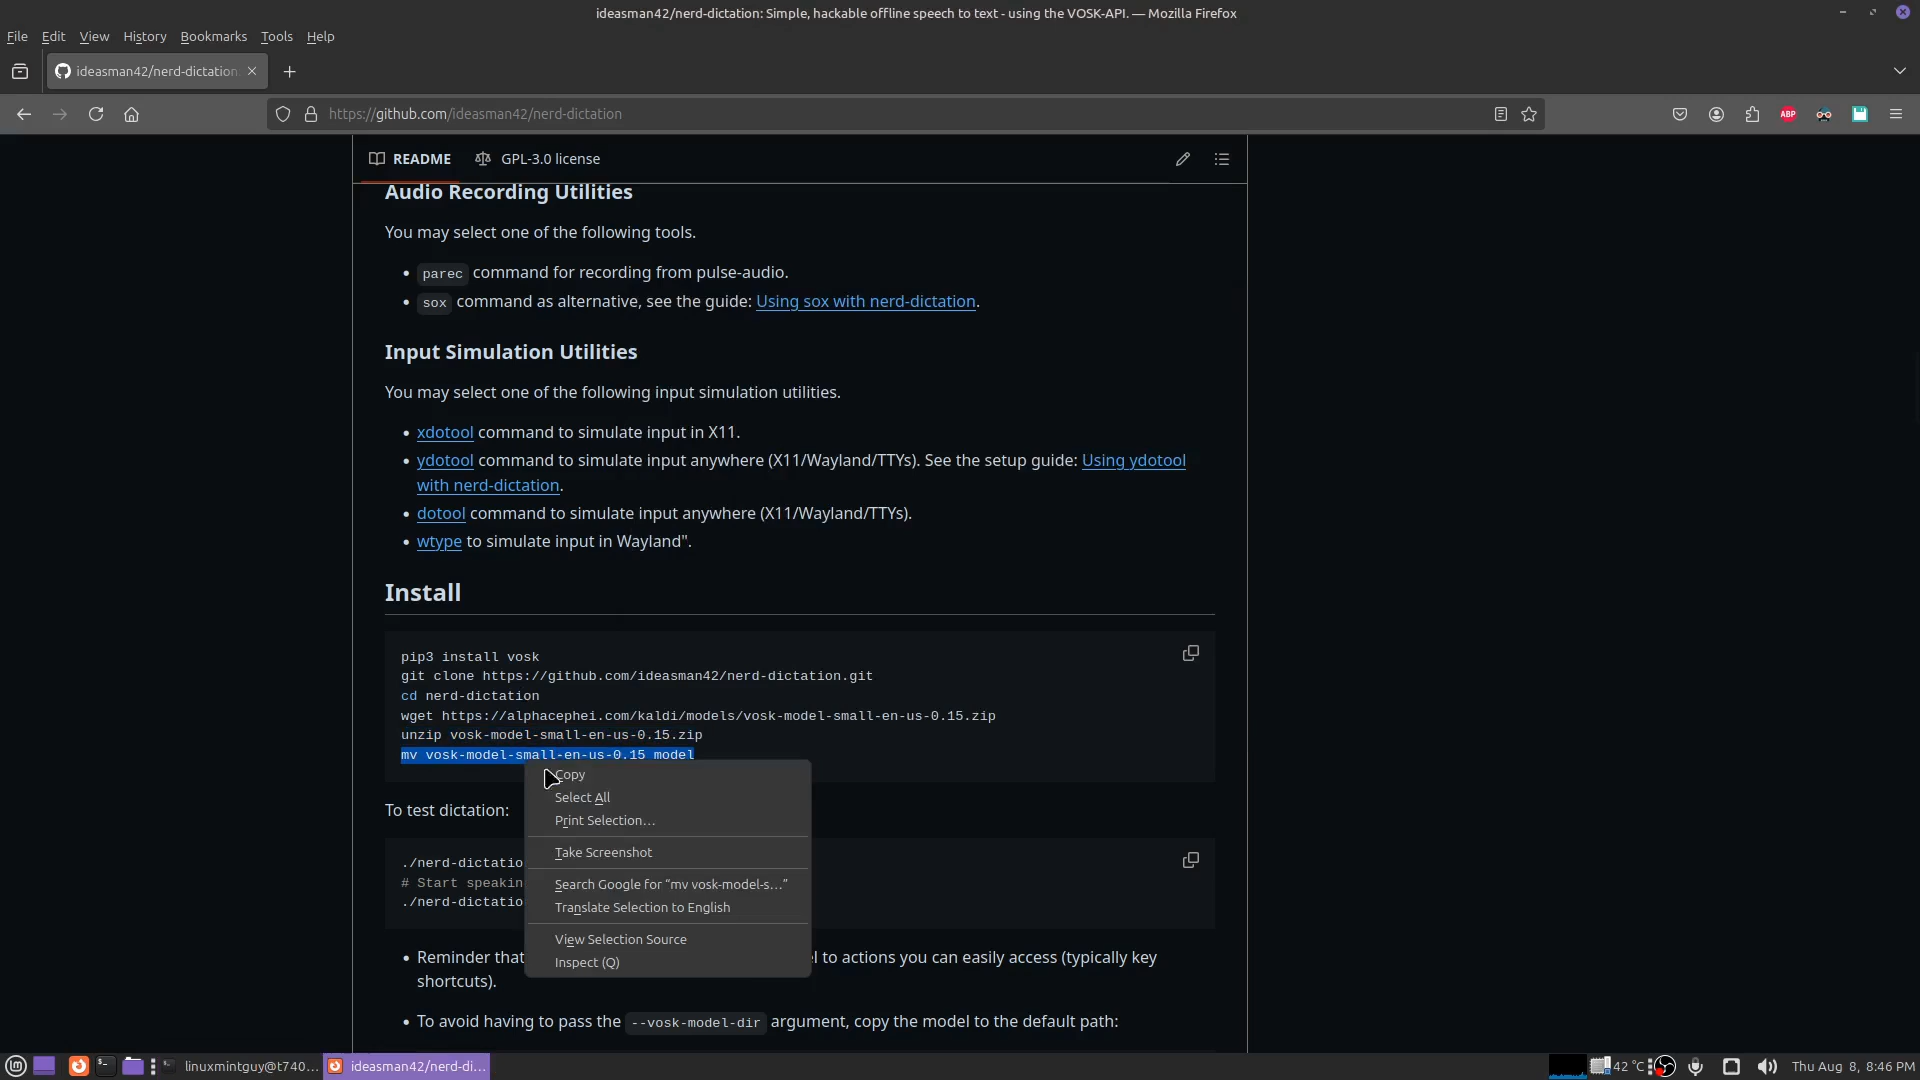 ideasman42/nerd-dictation: Simple, hackable offline speech to text - using the VOSK-API. — Mozilla Firefox
File Edit View History Bookmarks Tools Help
ideasman42/nerd-dictation
https://github.com/ideasman42/nerd-dictation
ABP
README GPL-3.0 license
Audio Recording Utilities
You may select one of the following tools.
• parec command for recording from pulse-audio.
• sox command as alternative, see the guide: Using sox with nerd-dictation.
Input Simulation Utilities
You may select one of the following input simulation utilities.
• xdotool command to simulate input in X11.
• ydotool command to simulate input anywhere (X11/Wayland/TTYs). See the setup guide: Using ydotool
with nerd-dictation.
• dotool command to simulate input anywhere (X11/Wayland/TTYs).
• wtype to simulate input in Wayland".
Install
pip3 install vosk
git clone https://github.com/ideasman42/nerd-dictation.git
cd nerd-dictation
wget https://alphacephei.com/kaldi/models/vosk-model-small-en-us-0.15.zip
unzip vosk-model-small-en-us-0.15.zip
mv vosk-model-small-en-us-0.15 model
Copy
Select All
Print Selection…
Take Screenshot
Search Google for “mv vosk-model-s…”
Translate Selection to English
View Selection Source
Inspect (Q)
To test dictation:
./nerd-dictatio
# Start speakin
./nerd-dictatio
• Reminder that l to actions you can easily access (typically key
shortcuts).
• To avoid having to pass the --vosk-model-dir argument, copy the model to the default path:
linuxmintguy@t740... ideasman42/nerd-di... 42 °C Thu Aug 8, 8:46 PM